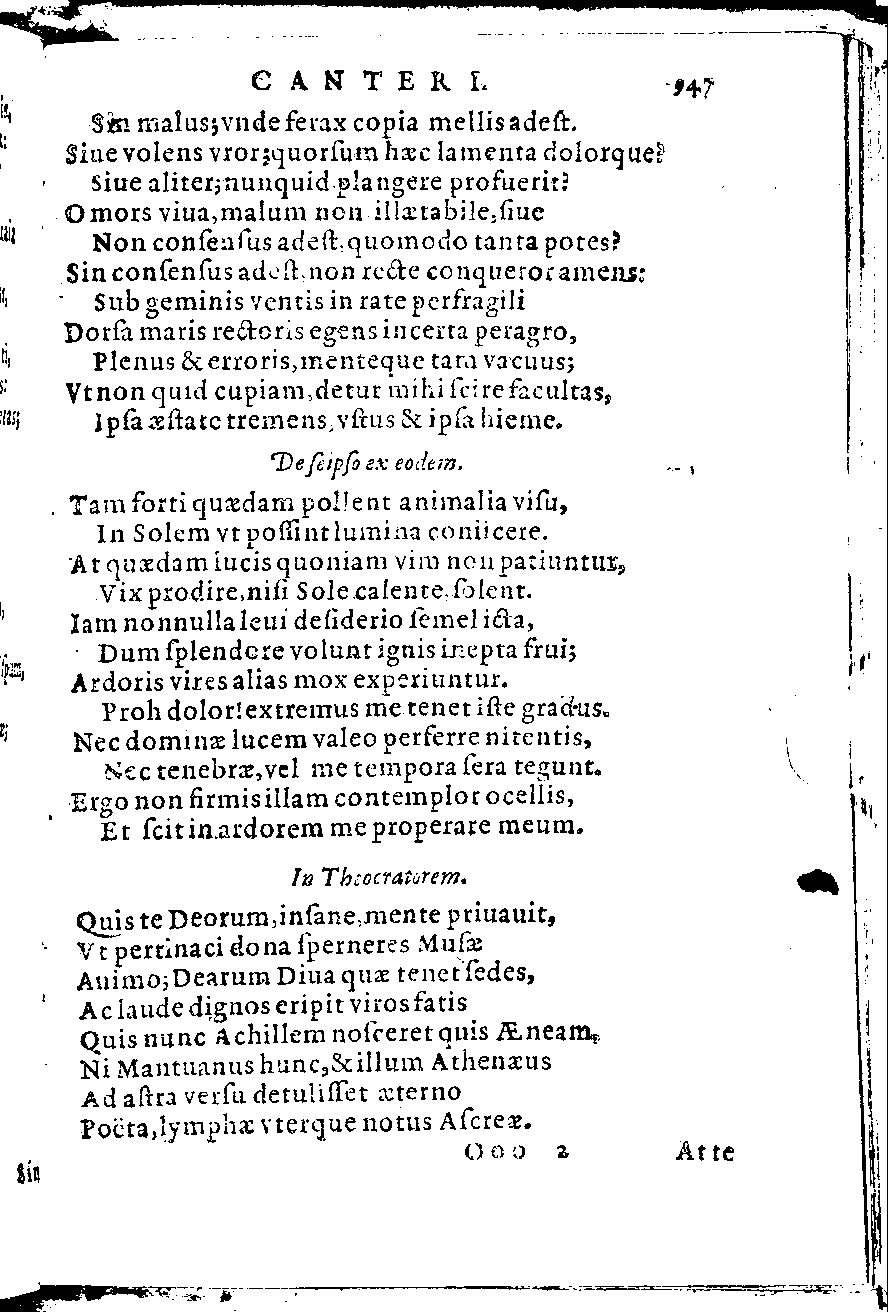 CANTERI. 947
Sin malus; vnde ferax copia mellis adeſt.
Siue volens vror; quorſum hæc lamenta dolorque?
Siue aliter; nunquid plangere profuerit?
O mors viua, malum non illætabile, ſiue
Non conſenſus adeſt, quomodo tanta potes?
Sin conſenſus adeſt, non recte conqueror amens:
Sub geminis ventis in rate perfragili
Dorſa maris rectoris egens incerta peragro,
Plenus & erroris, menteque tam vacuus;
Vt non quid cupiam, detur mihi ſcire facultas,
Ipſa æſtate tremens, vſtus & ipſa hieme.
De ſeipſo ex eodem.
Tam forti quædam pollent animalia viſu,
In Solem vt poſſint lumina coniicere.
At quædam lucis quoniam vim non patiuntur,
Vix prodire, niſi Sole calente, ſolent.
Iam nonnulla leui deſiderio ſemel icta,
Dum ſplendore volunt ignis inepta frui;
Ardoris vires alias mox experiuntur.
Proh dolor! extremus me tenet iſte gradus.
Nec dominæ lucem valeo perferre nitentis,
Nec tenebræ, vel me tempora ſera tegunt.
Ergo non firmis illam contemplor ocellis,
Et ſcit in ardorem me properare meum.
In Theocratorem.
Quis te Deorum, inſane, mente priuauit,
Vt pertinaci dona ſperneres Muſæ
Animo; Dearum Diua quæ tenet ſedes,
Ac laude dignos eripit viros fatis
Quis nunc Achillem noſceret quis Æneam,
Ni Mantuanus hunc, & illum Athenæus
Ad aſtra verſu detuliſſet æterno
Poëta, lymphæ vterque notus Aſcreæ.
Ooo 2 At te